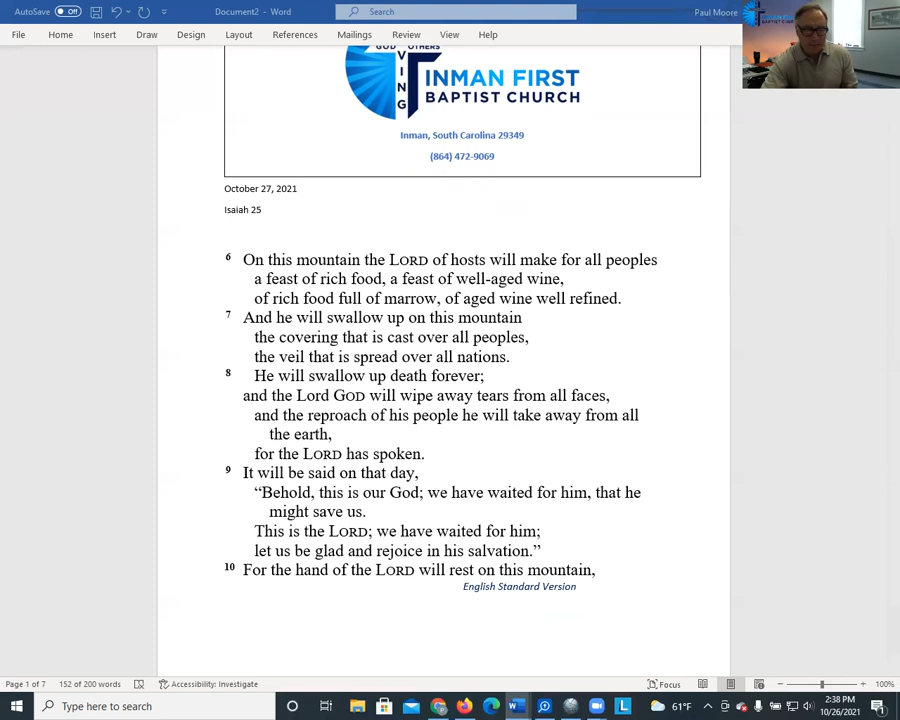 AutoSave Off Document2 - Word Search Paul Moore
File Home Insert Draw Design Layout References Mailings Review View Help
INMAN FIRST BAPTIST CHURCH
GOD OTHERS
VING
INMAN FIRST
BAPTIST CHURCH
Inman, South Carolina 29349
(864) 472-9069
October 27, 2021
Isaiah 25
6 On this mountain the LORD of hosts will make for all peoples
a feast of rich food, a feast of well-aged wine,
of rich food full of marrow, of aged wine well refined.
7 And he will swallow up on this mountain
the covering that is cast over all peoples,
the veil that is spread over all nations.
8 He will swallow up death forever;
and the Lord GOD will wipe away tears from all faces,
and the reproach of his people he will take away from all
the earth,
for the LORD has spoken.
9 It will be said on that day,
“Behold, this is our God; we have waited for him, that he
might save us.
This is the LORD; we have waited for him;
let us be glad and rejoice in his salvation.”
10 For the hand of the LORD will rest on this mountain,
English Standard Version
Page 1 of 7 152 of 200 words Accessibility: Investigate Focus 100%
Type here to search W L 61°F 2:38 PM
10/26/2021